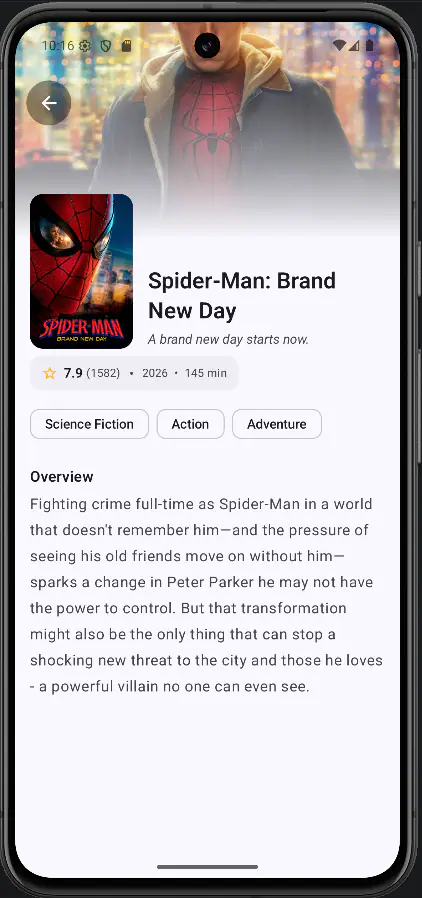 10:16
Spider-Man: Brand
New Day
A brand new day starts now.
SPIDER-MAN
BRAND NEW DAY
7.9 (1582) • 2026 • 145 min
Science Fiction Action Adventure
Overview
Fighting crime full-time as Spider-Man in a world
that doesn't remember him—and the pressure of
seeing his old friends move on without him—
sparks a change in Peter Parker he may not have
the power to control. But that transformation
might also be the only thing that can stop a
shocking new threat to the city and those he loves
- a powerful villain no one can even see.